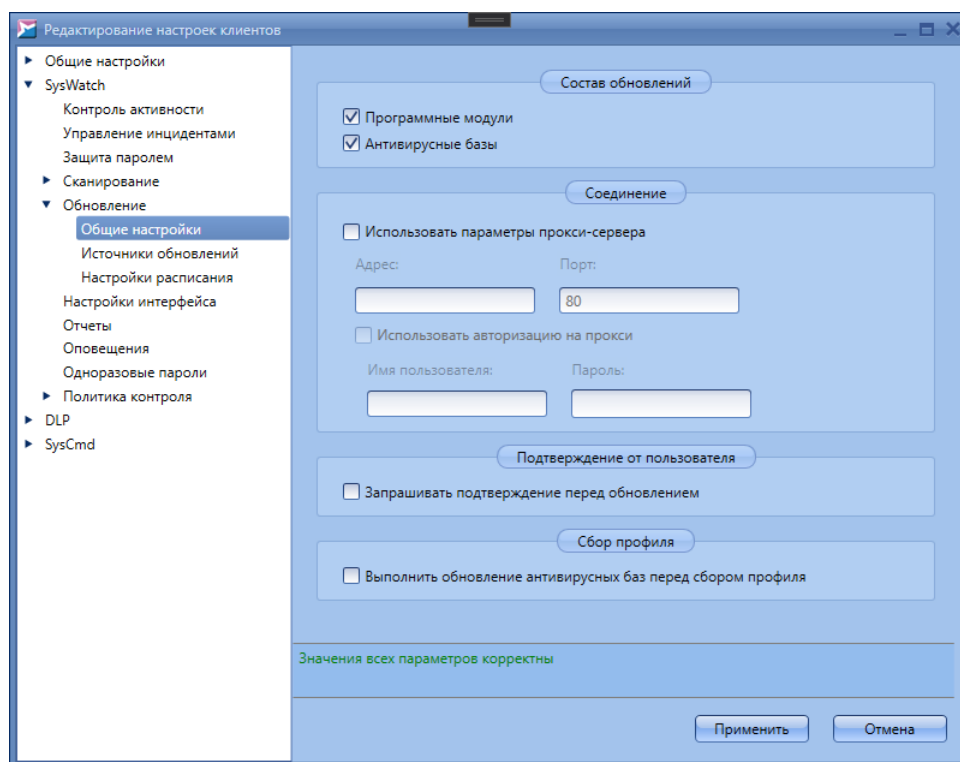 Редактирование настроек клиентов
Общие настройки
SysWatch
Контроль активности
Управление инцидентами
Защита паролем
Сканирование
Обновление
Общие настройки
Источники обновлений
Настройки расписания
Настройки интерфейса
Отчеты
Оповещения
Одноразовые пароли
Политика контроля
DLP
SysCmd
Состав обновлений
Программные модули
Антивирусные базы
Соединение
Использовать параметры прокси-сервера
Адрес: Порт:
80
Использовать авторизацию на прокси
Имя пользователя: Пароль:
Подтверждение от пользователя
Запрашивать подтверждение перед обновлением
Сбор профиля
Выполнить обновление антивирусных баз перед сбором профиля
Значения всех параметров корректны
Применить Отмена